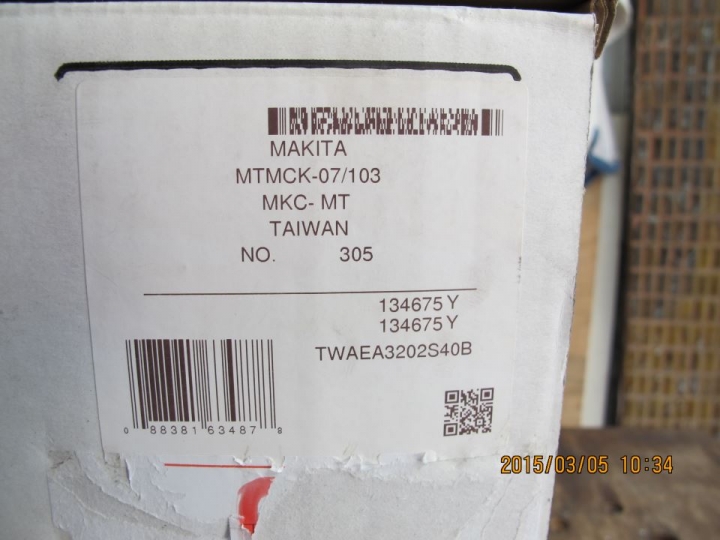 MAKITA
MTMCK-07/103
MKC- MT
TAIWAN
NO. 305
134675 Y
134675 Y
TWAEA3202S40B
0 88381 63487 8
2015/03/05 10:34